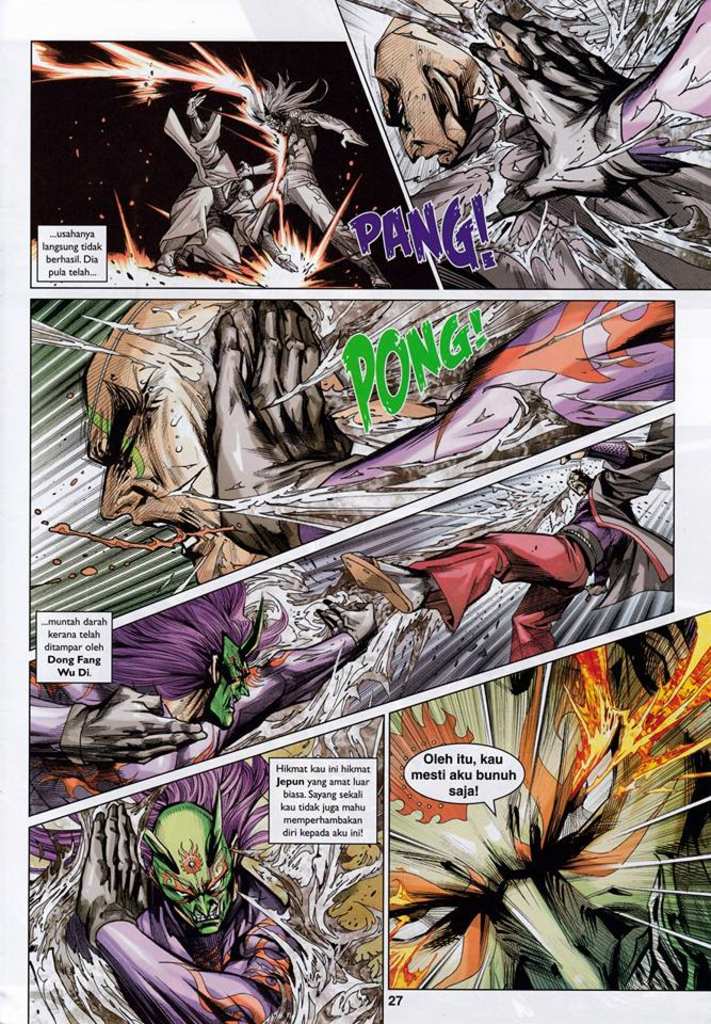 ...usahanya
langsung tidak
berhasil. Dia
pula telah...
PANG!
PONG!
...muntah darah
kerana telah
ditampar oleh
Dong Fang
Wu Di.
Hikmat kau ini hikmat
Jepun yang amat luar
biasa. Sayang sekali
kau tidak juga mahu
memperhambakan
diri kepada aku ini!
Oleh itu, kau
mesti aku bunuh
saja!
27